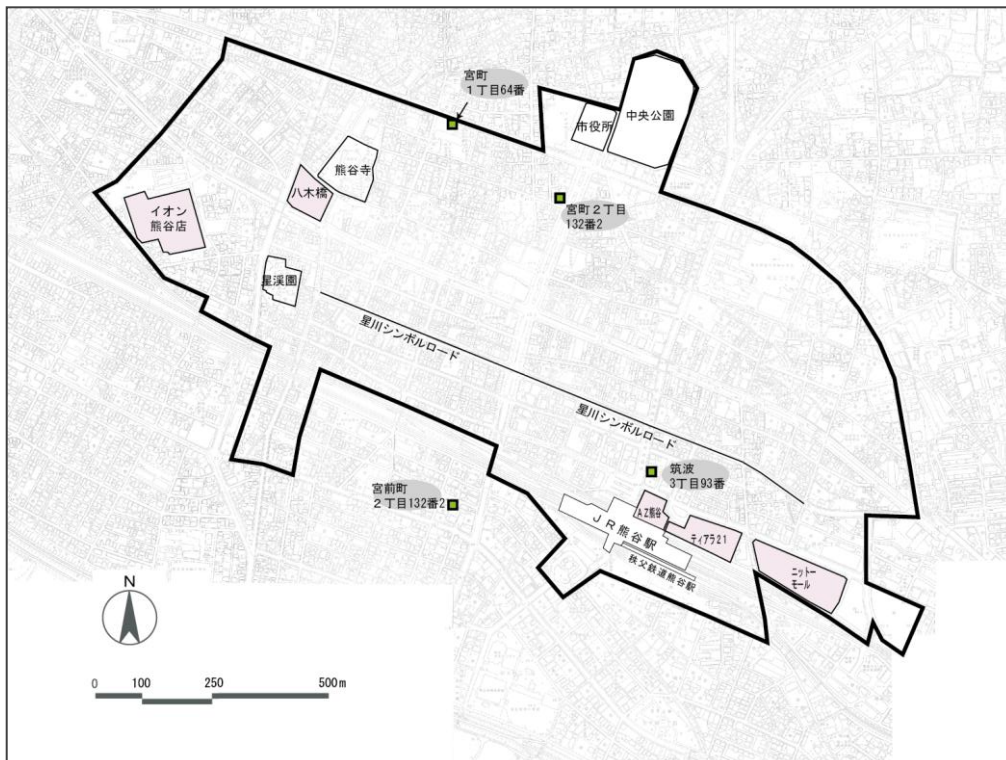 宮町
１丁目64番
中央公園
市役所
熊谷寺
八木橋
イオン
熊谷店
宮町２丁目
132番2
星渓園
星川シンボルロード
星川シンボルロード
筑波
3丁目93番
宮前町
２丁目132番2
ＡＺ熊谷
ＪＲ熊谷駅
ティアラ21
秩父鉄道熊谷駅
ニットー
モール
N
0 100 250 500m